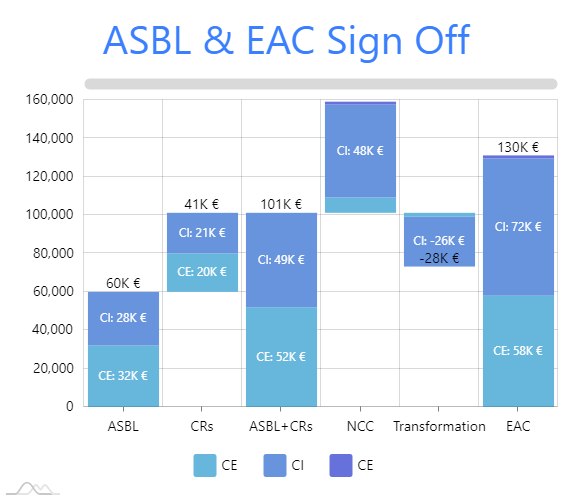 ASBL & EAC Sign Off
160,000
140,000
120,000
100,000
80,000
60,000
40,000
20,000
0
60K €
CI: 28K €
CE: 32K €
41K €
CI: 21K €
CE: 20K €
101K €
CI: 49K €
CE: 52K €
CI: 48K €
CI: -26K €
-28K €
130K €
CI: 72K €
CE: 58K €
ASBL CRs ASBL+CRs NCC Transformation EAC
CE CI CE